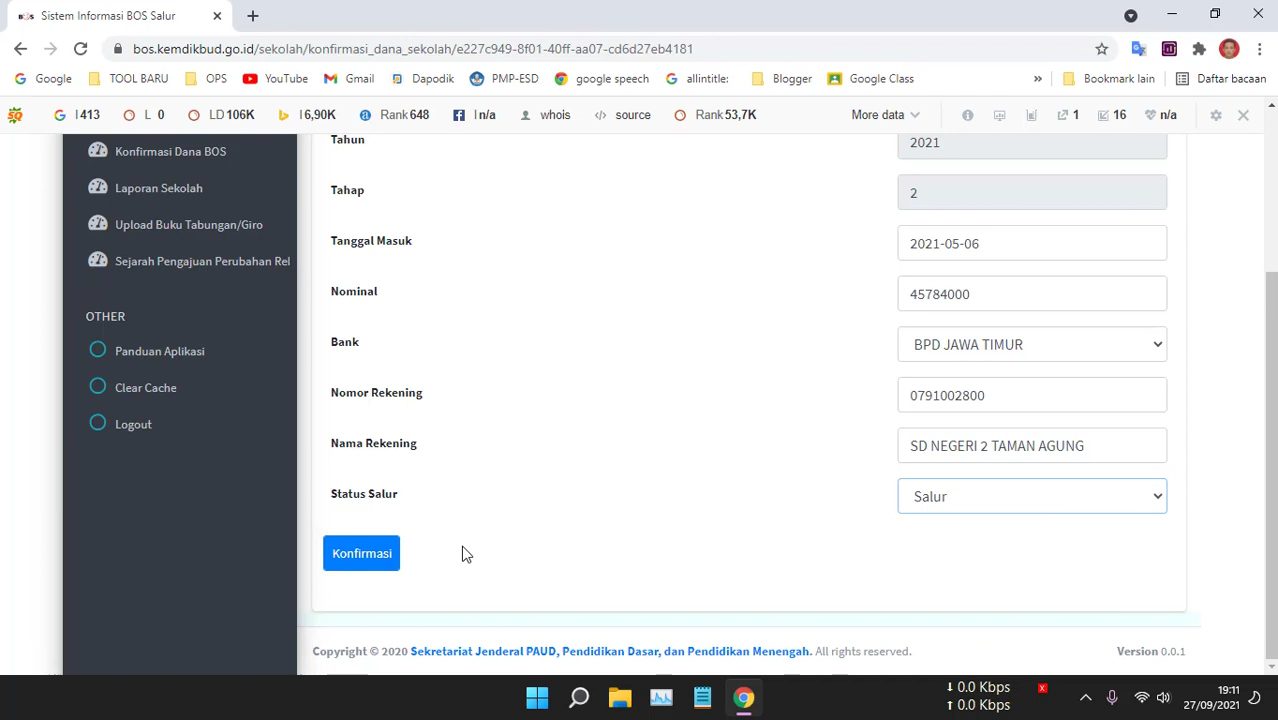 Sistem Informasi BOS Salur
bos.kemdikbud.go.id/sekolah/konfirmasi_dana_sekolah/e227c949-8f01-40ff-aa07-cd6d27eb4181
Google TOOL BARU OPS YouTube Gmail Dapodik PMP-ESD google speech allintitle: Blogger Google Class » Bookmark lain Daftar bacaan
I 413 L 0 LD 106K I 6,90K Rank 648 I n/a whois source Rank 53,7K More data 1 16 n/a
Tahun 2021
Konfirmasi Dana BOS
Laporan Sekolah
Tahap 2
Upload Buku Tabungan/Giro
Tanggal Masuk 2021-05-06
Sejarah Pengajuan Perubahan Rel
Nominal 45784000
OTHER
Bank BPD JAWA TIMUR
Panduan Aplikasi
Clear Cache
Nomor Rekening 0791002800
Logout
Nama Rekening SD NEGERI 2 TAMAN AGUNG
Status Salur Salur
Konfirmasi
Copyright © 2020 Sekretariat Jenderal PAUD, Pendidikan Dasar, dan Pendidikan Menengah. All rights reserved. Version 0.0.1
↓ 0.0 Kbps
↑ 0.0 Kbps
19:11
27/09/2021